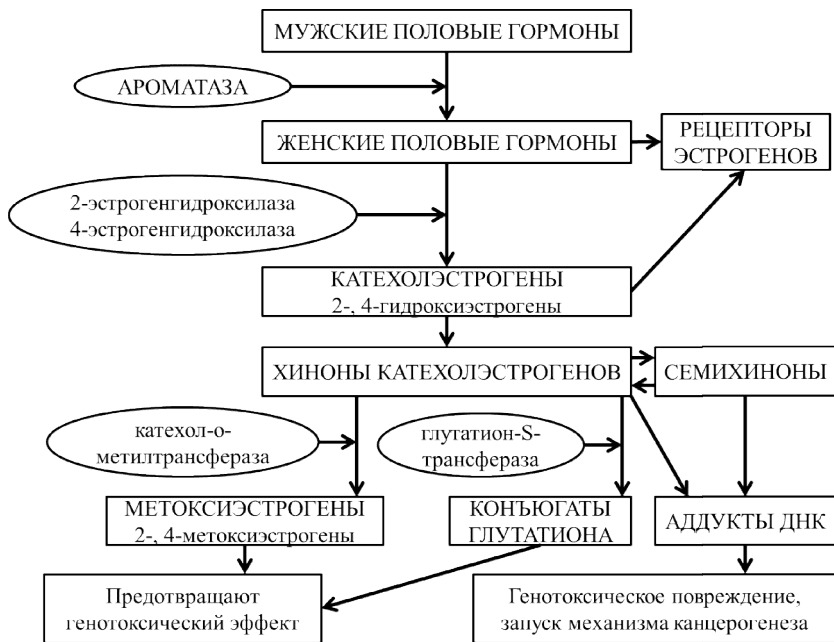 МУЖСКИЕ ПОЛОВЫЕ ГОРМОНЫ
АРОМАТАЗА
ЖЕНСКИЕ ПОЛОВЫЕ ГОРМОНЫ
РЕЦЕПТОРЫ
ЭСТРОГЕНОВ
2-эстрогенгидроксилаза
4-эстрогенгидроксилаза
КАТЕХОЛЭСТРОГЕНЫ
2-, 4-гидроксиэстрогены
ХИНОНЫ КАТЕХОЛЭСТРОГЕНОВ
СЕМИХИНОНЫ
катехол-о-
метилтрансфераза
глутатион-S-
трансфераза
МЕТОКСИЭСТРОГЕНЫ
2-, 4-метоксиэстрогены
КОНЪЮГАТЫ
ГЛУТАТИОНА
АДДУКТЫ ДНК
Предотвращают
генотоксический эффект
Генотоксическое повреждение,
запуск механизма канцерогенеза